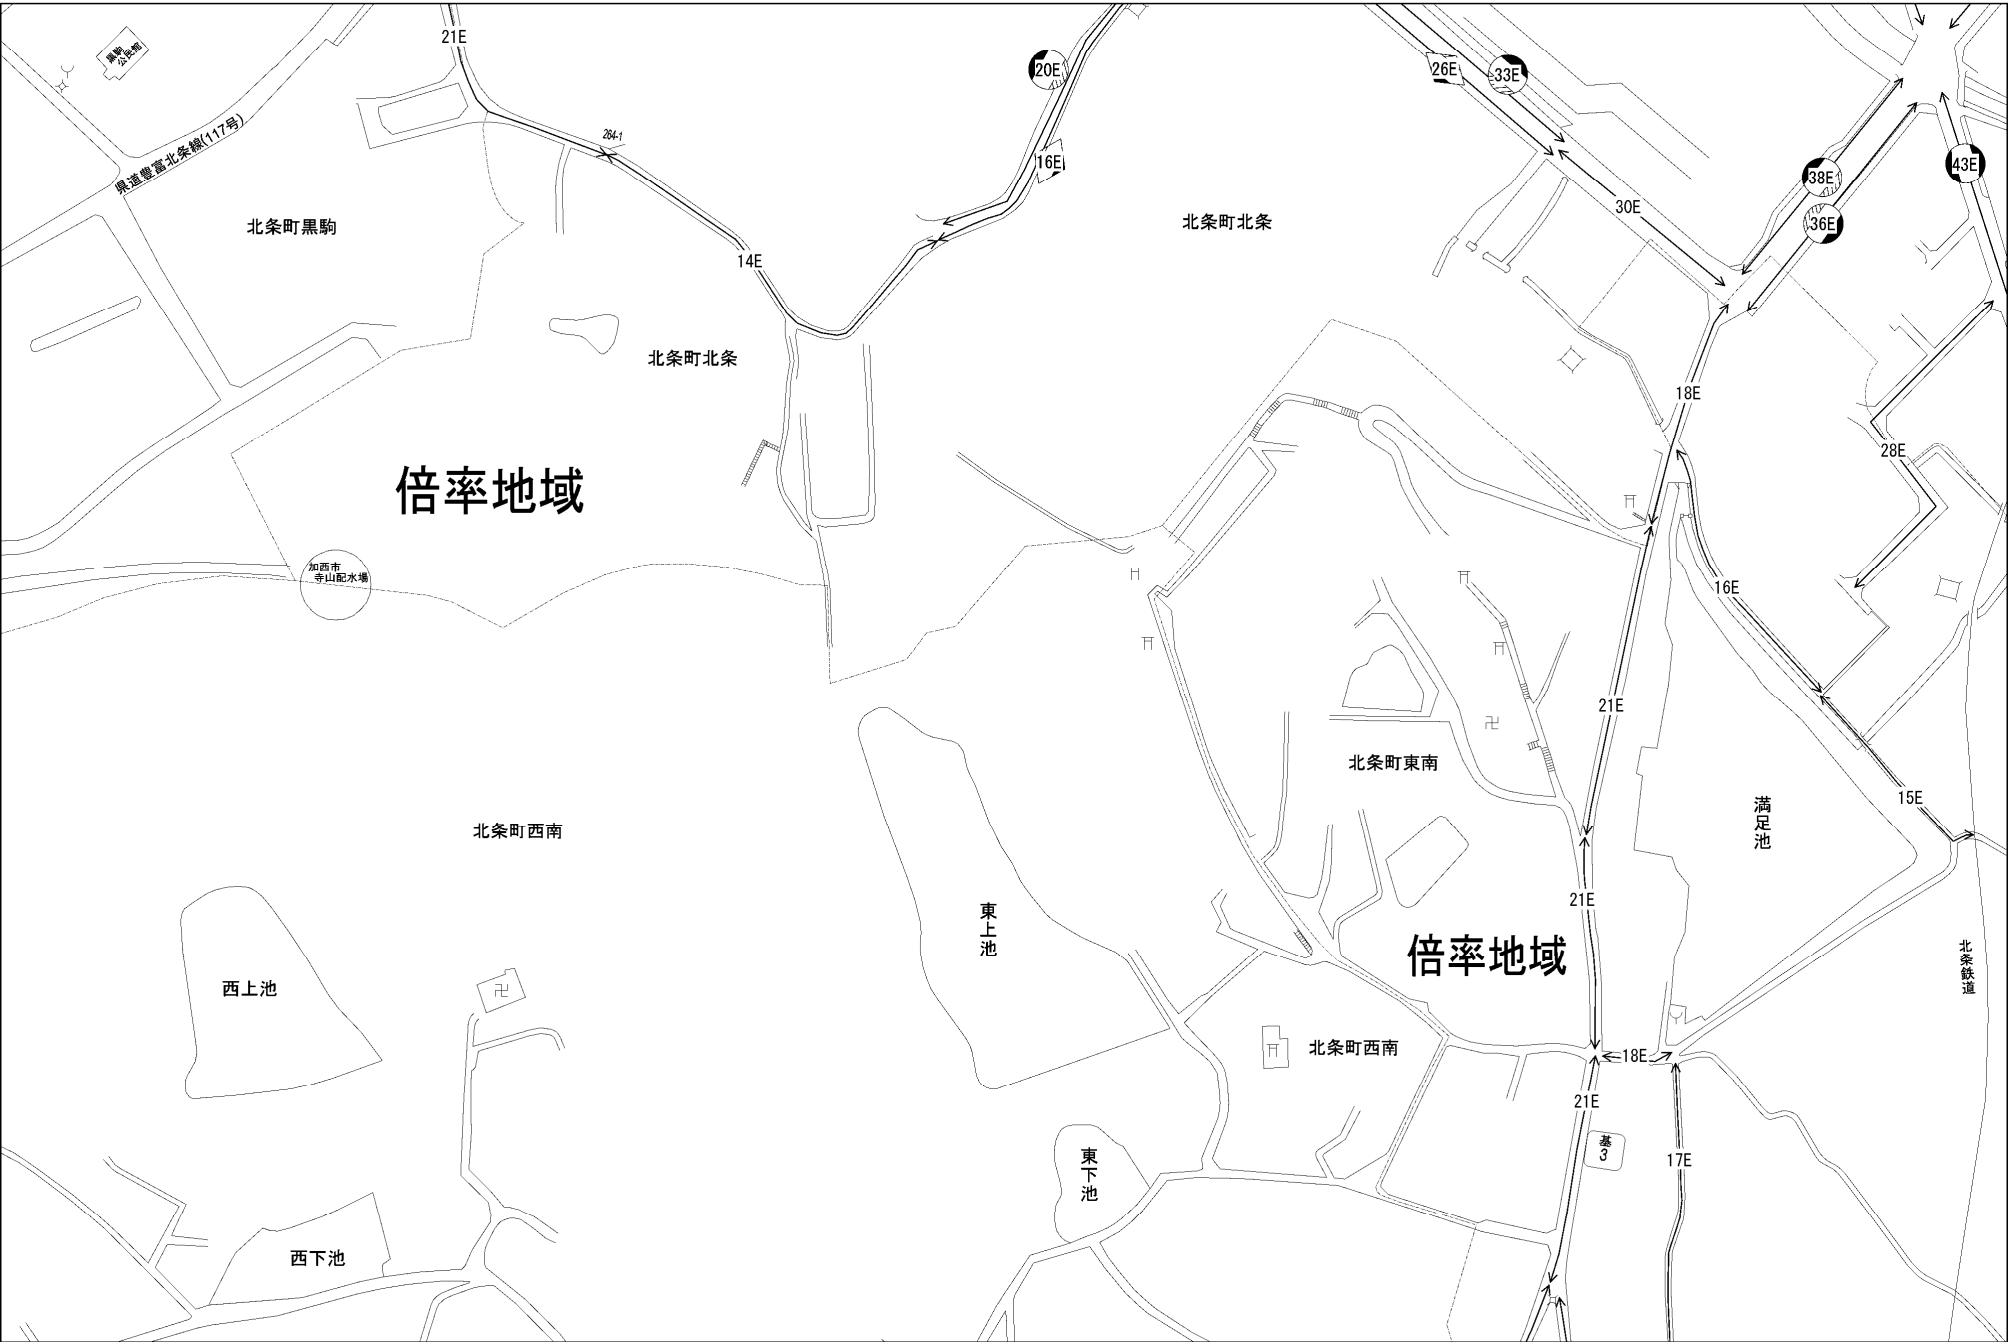 21E
黒駒
公民館
20E
26E
33E
県道豊富北条線(117号)
264-1
16E
43E
38E
30E
36E
北条町黒駒
北条町北条
14E
北条町北条
18E
28E
倍率地域
加西市
寺山配水場
16E
21E
北条町東南
15E
満足池
北条町西南
21E
東上池
倍率地域
北条鉄道
西上池
北条町西南
18E
21E
基
3
17E
東下池
西下池